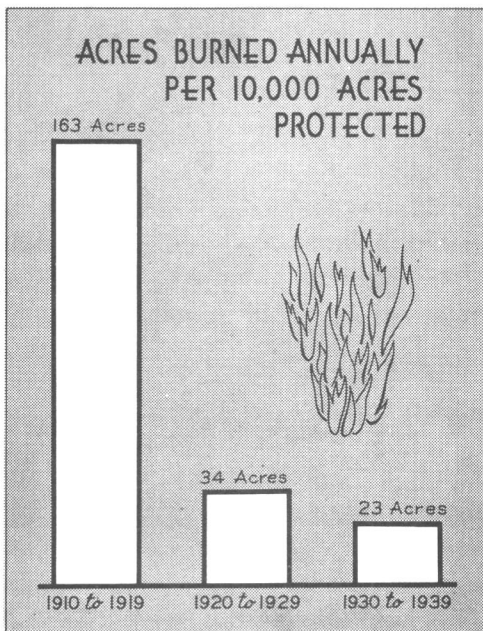 ACRES BURNED ANNUALLY
PER 10,000 ACRES
PROTECTED
163 Acres
34 Acres
23 Acres
1910 to 1919
1920 to 1929
1930 to 1939